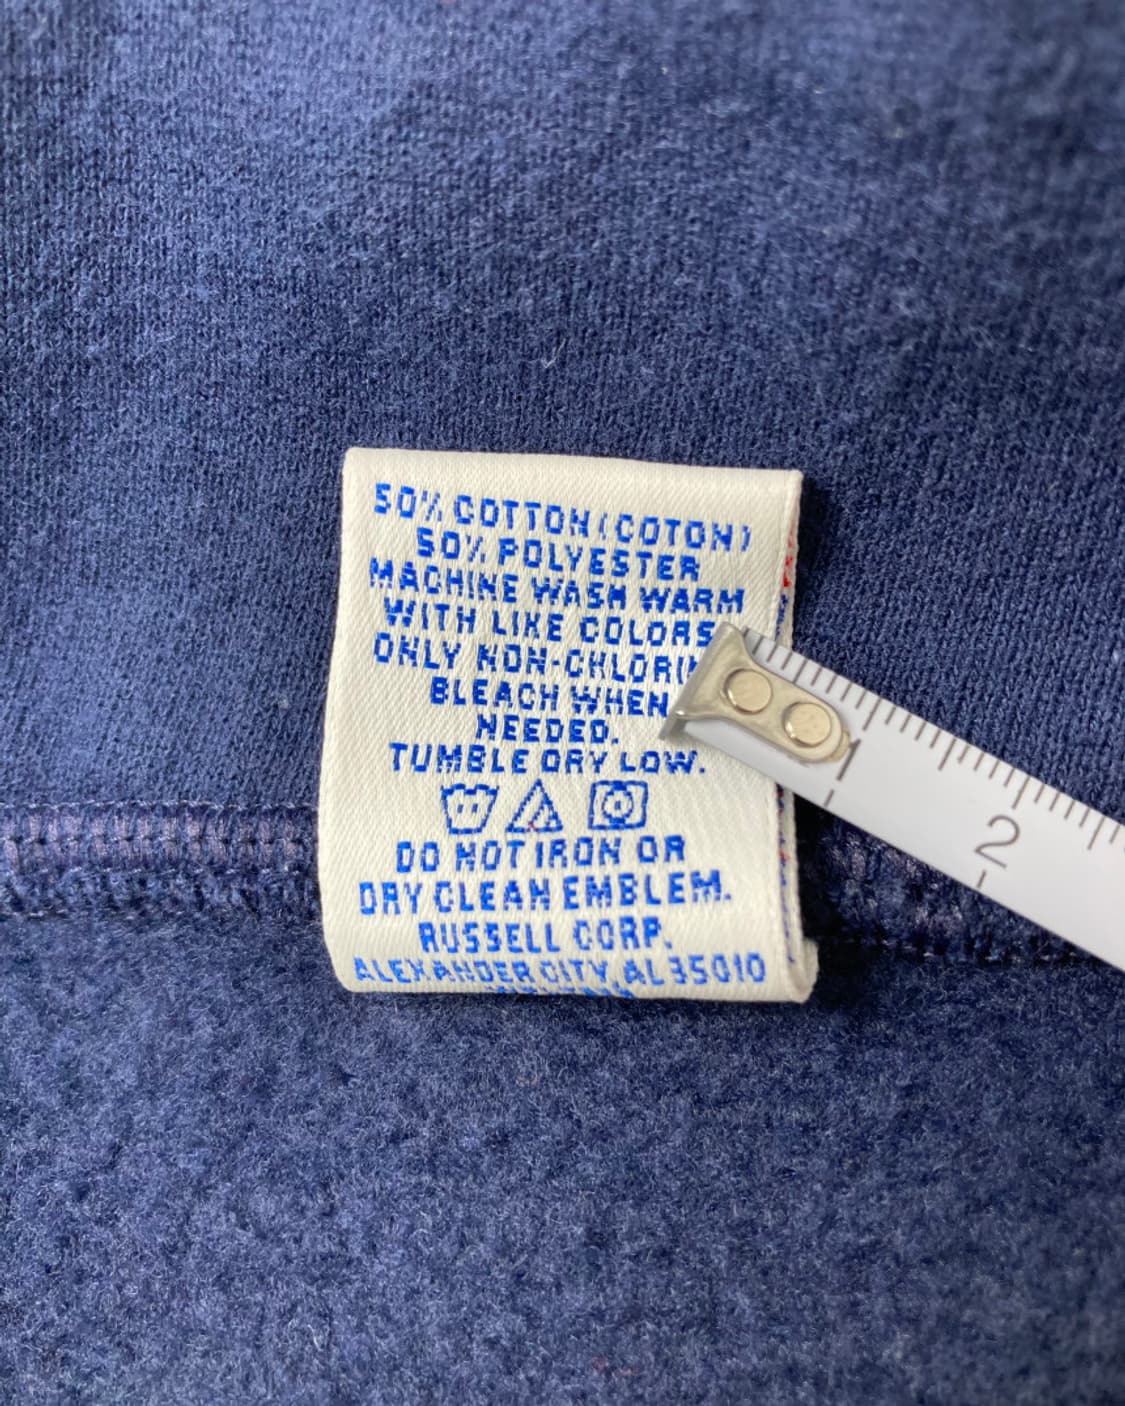 50% COTTON (COTON)
50% POLYESTER
MACHINE WASH WARM
WITH LIKE COLORS
ONLY NON-CHLORIN
BLEACH WHEN
NEEDED.
TUMBLE DRY LOW.
DO NOT IRON OR
DRY CLEAN EMBLEM.
RUSSELL CORP.
ALEXANDER CITY, AL 35010
1
2